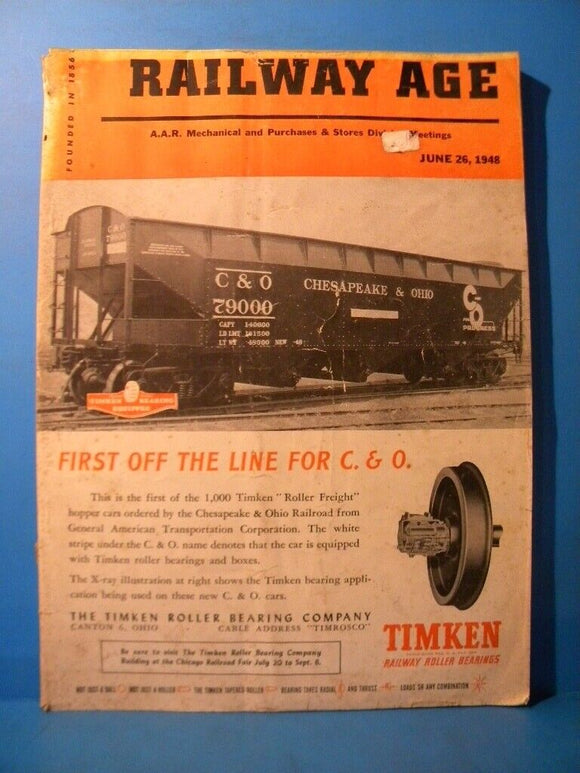 FOUNDED IN 1856
RAILWAY AGE
A.A.R. Mechanical and Purchases & Stores Meetings
JUNE 26, 1948
C & O
C & O
79000
CAPT 140000
LD LMT 161500
LT WT 48500 NEW 48
CHESAPEAKE & OHIO
C AND O
FOR PROGRESS
TIMKEN BEARING
EQUIPPED
FIRST OFF THE LINE FOR C. & O.
This is the first of the 1,000 Timken "Roller Freight"
hopper cars ordered by the Chesapeake & Ohio Railroad from
General American Transportation Corporation. The white
stripe under the C. & O. name denotes that the car is equipped
with Timken roller bearings and boxes.
The X-ray illustration at right shows the Timken bearing appli-
cation being used on these new C. & O. cars.
THE TIMKEN ROLLER BEARING COMPANY
CANTON 6, OHIO CABLE ADDRESS "TIMROSCO"
Be sure to visit The Timken Roller Bearing Company
Building at the Chicago Railroad Fair July 20 to Sept. 6.
TIMKEN
RAILWAY ROLLER BEARINGS
NOT JUST A BALL NOT JUST A ROLLER THE TIMKEN TAPERED ROLLER BEARING TAKES RADIAL AND THRUST LOADS OR ANY COMBINATION